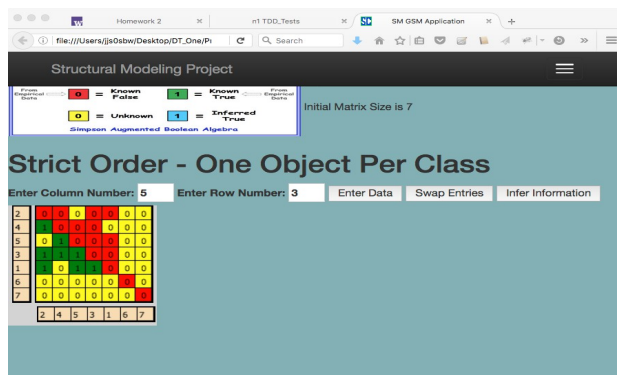 Homework 2 × n1 TDD_Tests × SM GSM Application × +
file:///Users/jjs0sbw/Desktop/DT_One/Pi Search
Structural Modeling Project
From Empirical Data 0 = Known False 1 = Known True From Empirical Data
0 = Unknown 1 = Inferred True
Simpson Augmented Boolean Algebra
Initial Matrix Size is 7
Strict Order - One Object Per Class
Enter Column Number: 5 Enter Row Number: 3 Enter Data Swap Entries Infer Information
2 0 0 0 0 0 0 0
4 1 0 0 0 0 0 0
5 0 1 0 0 0 0 0
3 1 1 1 0 0 0 0
1 1 0 1 1 0 0 0
6 0 0 0 0 0 0 0
7 0 0 0 0 0 0 0
2 4 5 3 1 6 7